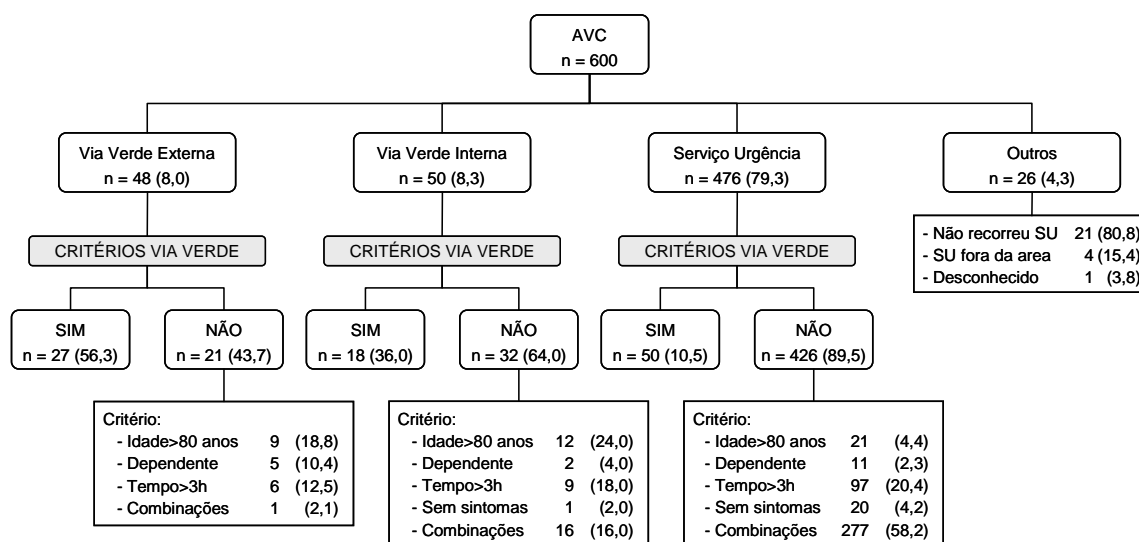 AVC
n = 600
Via Verde Externa
n = 48 (8,0)
Via Verde Interna
n = 50 (8,3)
Serviço Urgência
n = 476 (79,3)
Outros
n = 26 (4,3)
- Não recorreu SU 21 (80,8)
- SU fora da area 4 (15,4)
- Desconhecido 1 (3,8)
CRITÉRIOS VIA VERDE
CRITÉRIOS VIA VERDE
CRITÉRIOS VIA VERDE
SIM
n = 27 (56,3)
NÃO
n = 21 (43,7)
SIM
n = 18 (36,0)
NÃO
n = 32 (64,0)
SIM
n = 50 (10,5)
NÃO
n = 426 (89,5)
Critério:
- Idade>80 anos 9 (18,8)
- Dependente 5 (10,4)
- Tempo>3h 6 (12,5)
- Combinações 1 (2,1)
Critério:
- Idade>80 anos 12 (24,0)
- Dependente 2 (4,0)
- Tempo>3h 9 (18,0)
- Sem sintomas 1 (2,0)
- Combinações 16 (16,0)
Critério:
- Idade>80 anos 21 (4,4)
- Dependente 11 (2,3)
- Tempo>3h 97 (20,4)
- Sem sintomas 20 (4,2)
- Combinações 277 (58,2)